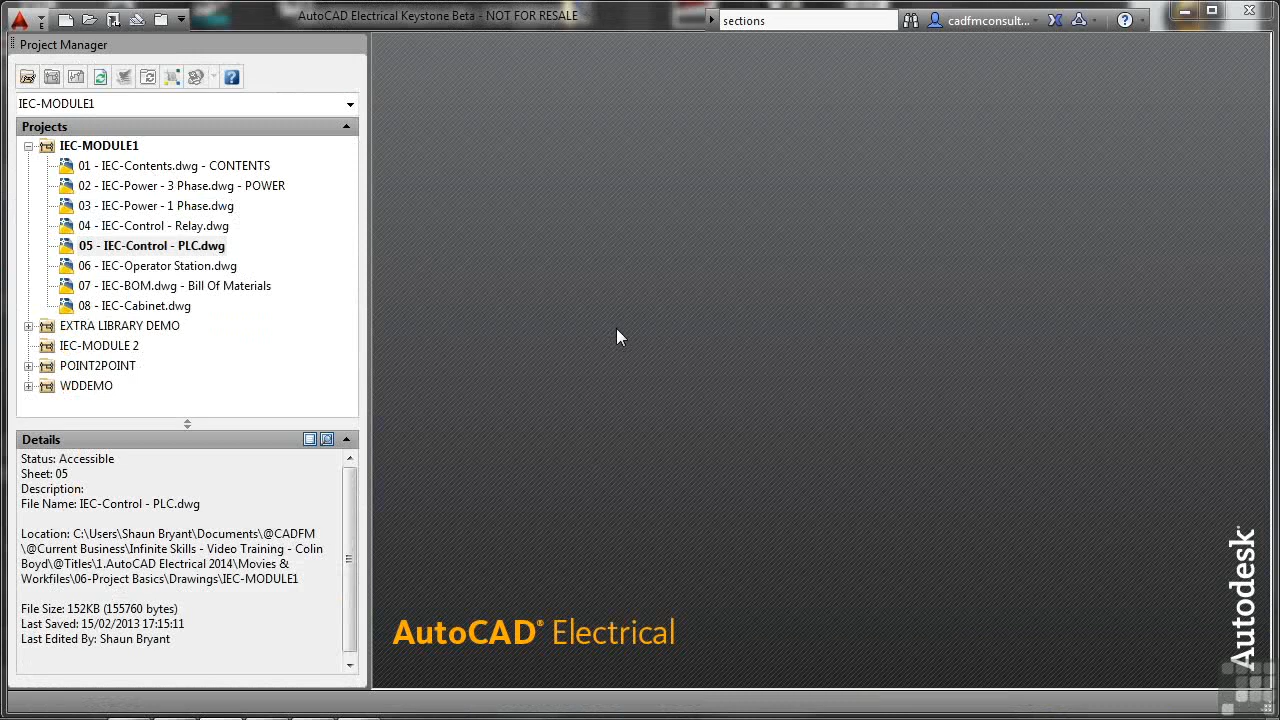 AutoCAD Electrical Keystone Beta - NOT FOR RESALE
sections
cadfmconsult...
Project Manager
IEC-MODULE1
Projects
IEC-MODULE1
01 - IEC-Contents.dwg - CONTENTS
02 - IEC-Power - 3 Phase.dwg - POWER
03 - IEC-Power - 1 Phase.dwg
04 - IEC-Control - Relay.dwg
05 - IEC-Control - PLC.dwg
06 - IEC-Operator Station.dwg
07 - IEC-BOM.dwg - Bill Of Materials
08 - IEC-Cabinet.dwg
EXTRA LIBRARY DEMO
IEC-MODULE 2
POINT2POINT
WDDEMO
Details
Status: Accessible
Sheet: 05
Description:
File Name: IEC-Control - PLC.dwg
Location: C:\Users\Shaun Bryant\Documents\@CADFM
\@Current Business\Infinite Skills - Video Training - Colin
Boyd\@Titles\1.AutoCAD Electrical 2014\Movies &
Workfiles\06-Project Basics\Drawings\IEC-MODULE1
File Size: 152KB (155760 bytes)
Last Saved: 15/02/2013 17:15:11
Last Edited By: Shaun Bryant
AutoCAD® Electrical
Autodesk®